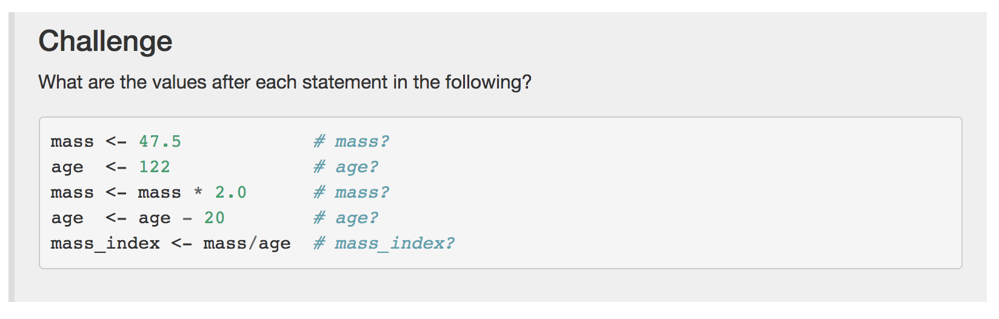 Challenge
What are the values after each statement in the following?
mass <- 47.5            # mass?
age  <- 122             # age?
mass <- mass * 2.0      # mass?
age  <- age - 20        # age?
mass_index <- mass/age  # mass_index?